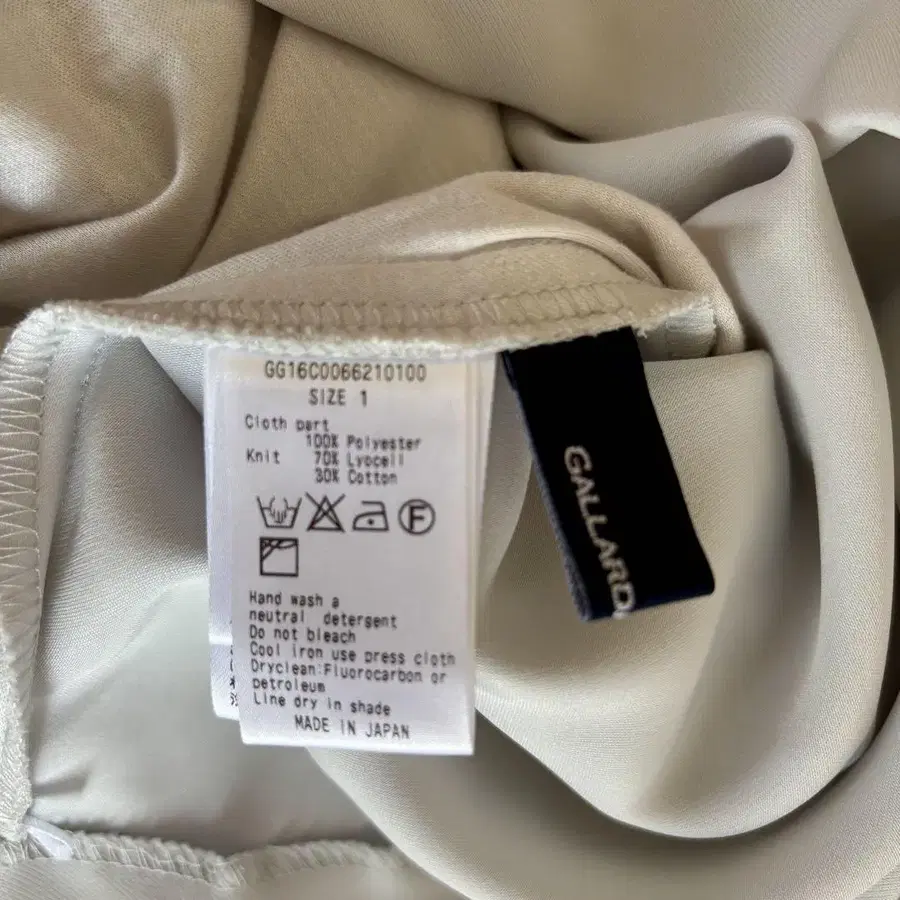 GG16C0066210100
SIZE 1
Cloth part
100% Polyester
Knit 70% Lyocell
30% Cotton
F
Hand wash a
neutral detergent
Do not bleach
Cool iron use press cloth
Dryclean:Fluorocarbon or
petroleum
Line dry in shade
MADE IN JAPAN
GALLARD